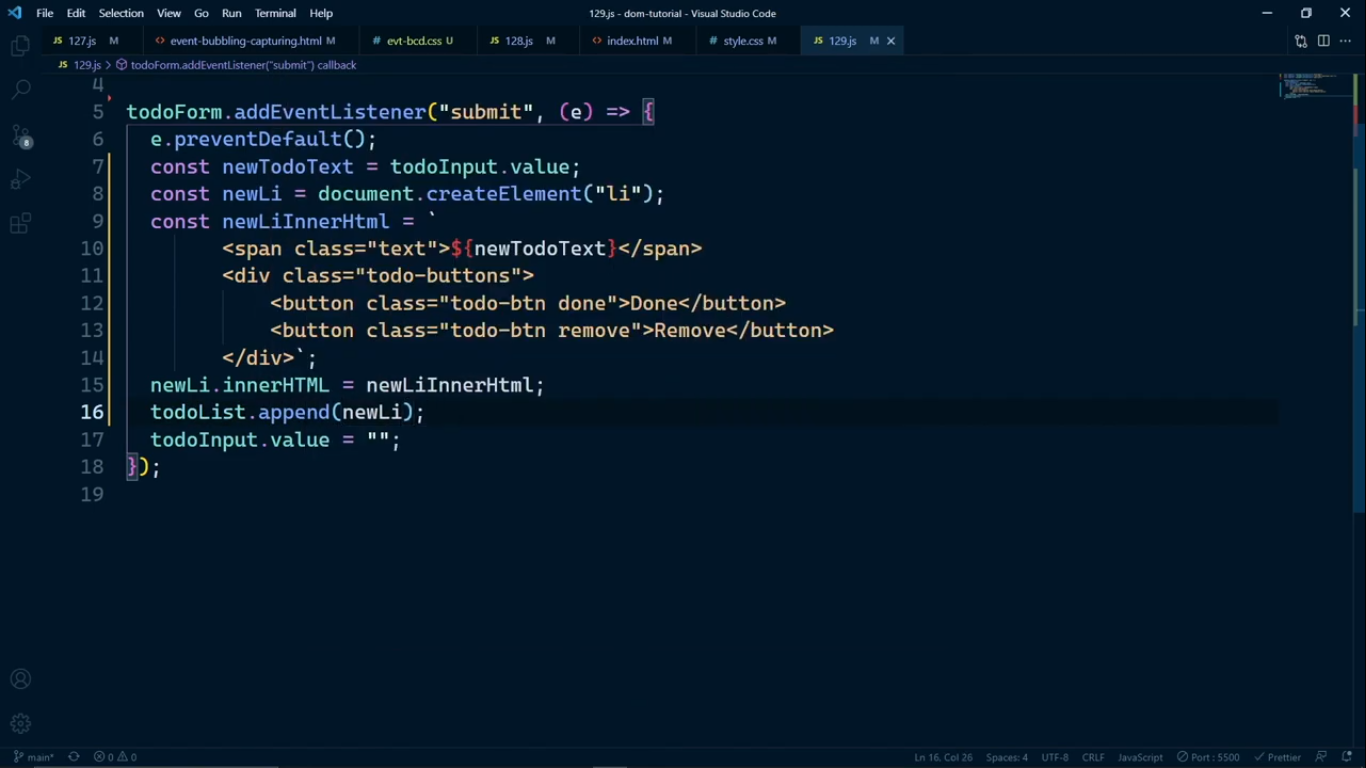 File Edit Selection View Go Run Terminal Help 129.js - dom-tutorial - Visual Studio Code
JS 127.js M <> event-bubbling-capturing.html M # evt-bcd.css U JS 128.js M <> index.html M # style.css M JS 129.js M
JS 129.js > todoForm.addEventListener("submit") callback
4
5 todoForm.addEventListener("submit", (e) => {
6 e.preventDefault();
7 const newTodoText = todoInput.value;
8 const newLi = document.createElement("li");
9 const newLiInnerHtml = `
10 <span class="text">${newTodoText}</span>
11 <div class="todo-buttons">
12 <button class="todo-btn done">Done</button>
13 <button class="todo-btn remove">Remove</button>
14 </div>`;
15 newLi.innerHTML = newLiInnerHtml;
16 todoList.append(newLi);
17 todoInput.value = "";
18 });
19
8
main* 0 0 Ln 16, Col 26 Spaces: 4 UTF-8 CRLF JavaScript Port : 5500 Prettier